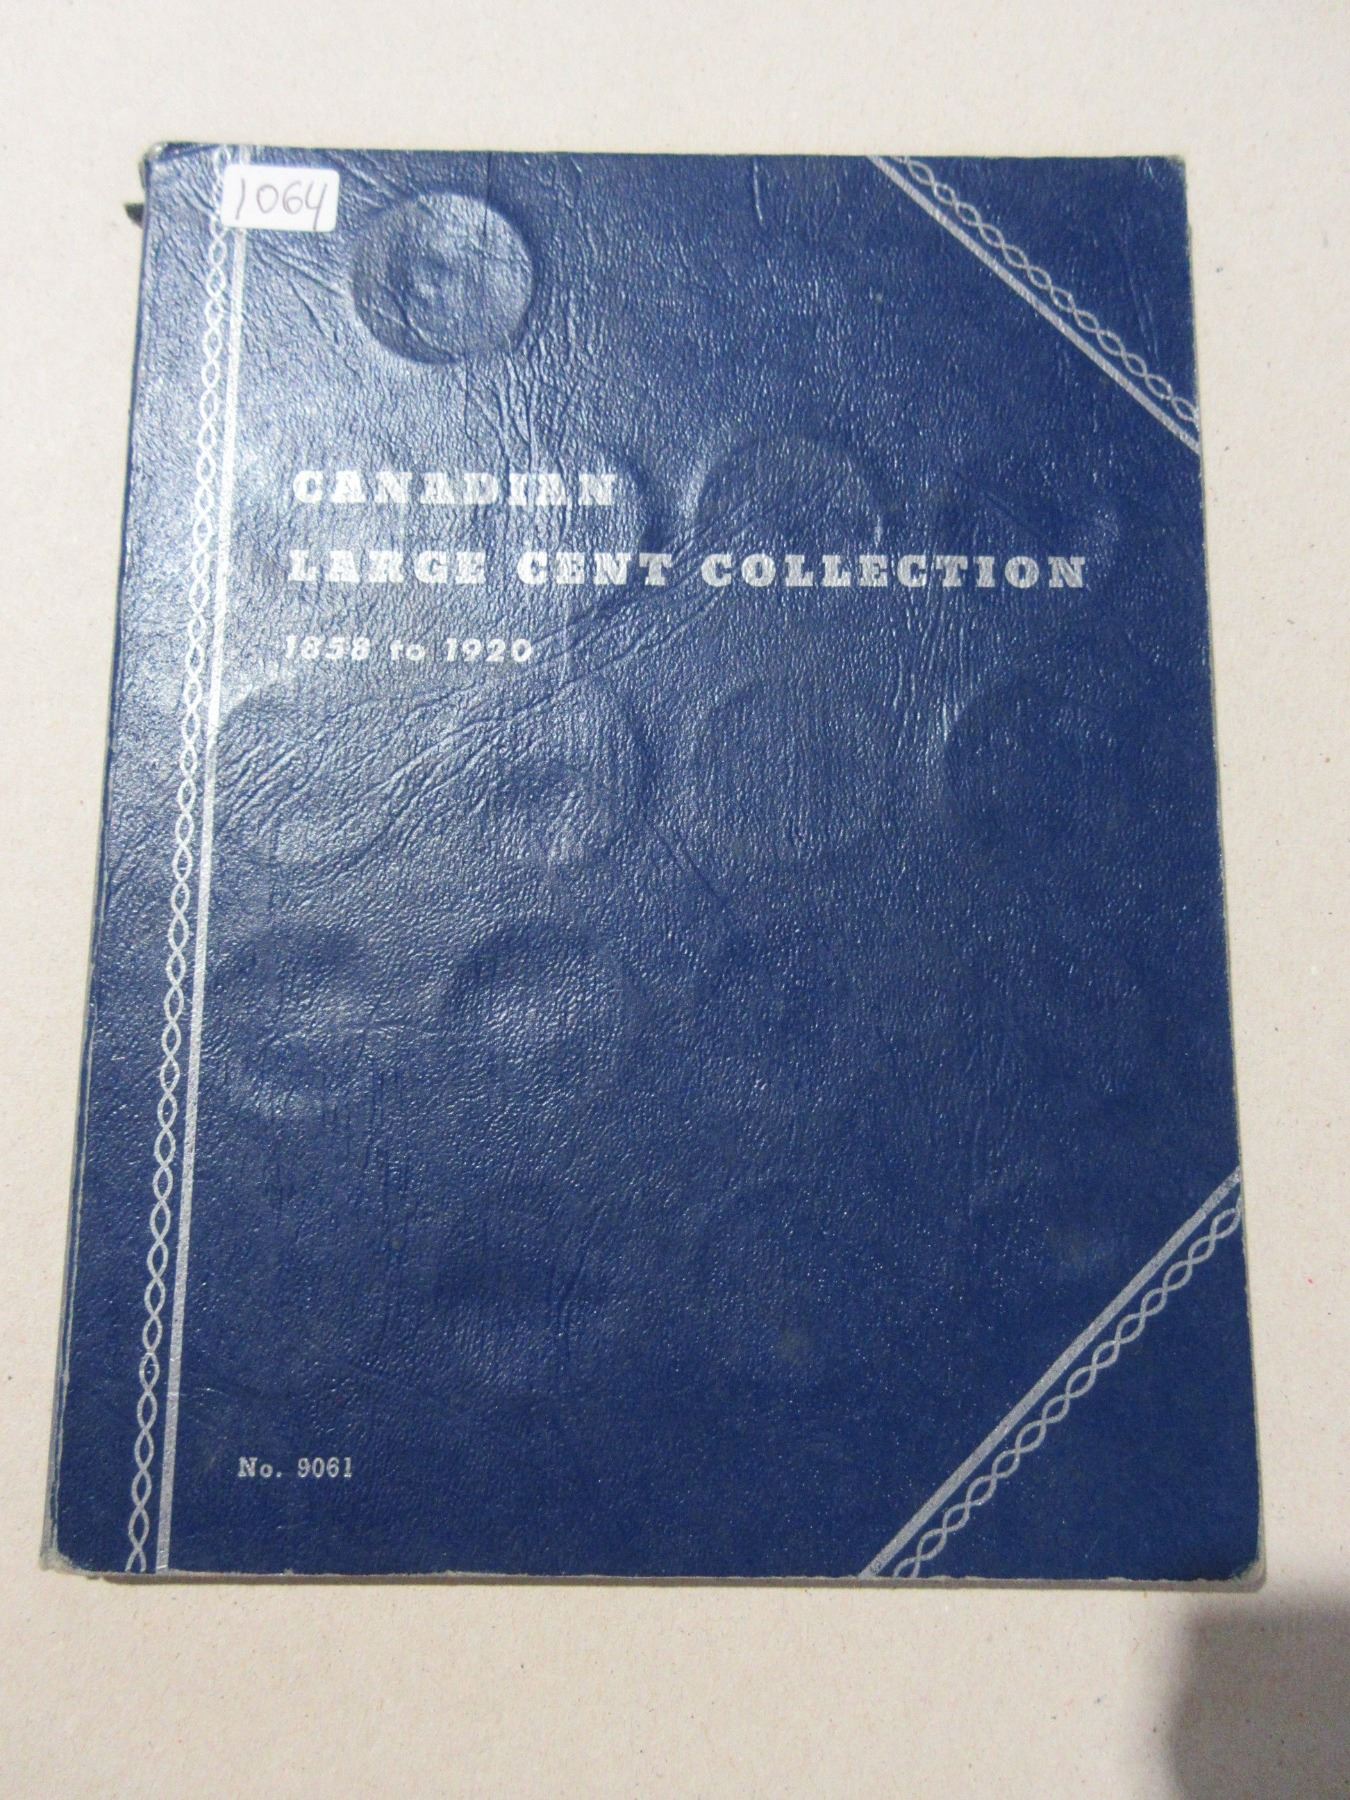 1064
CANADIAN
LARGE CENT COLLECTION
1858 to 1920
No. 9061